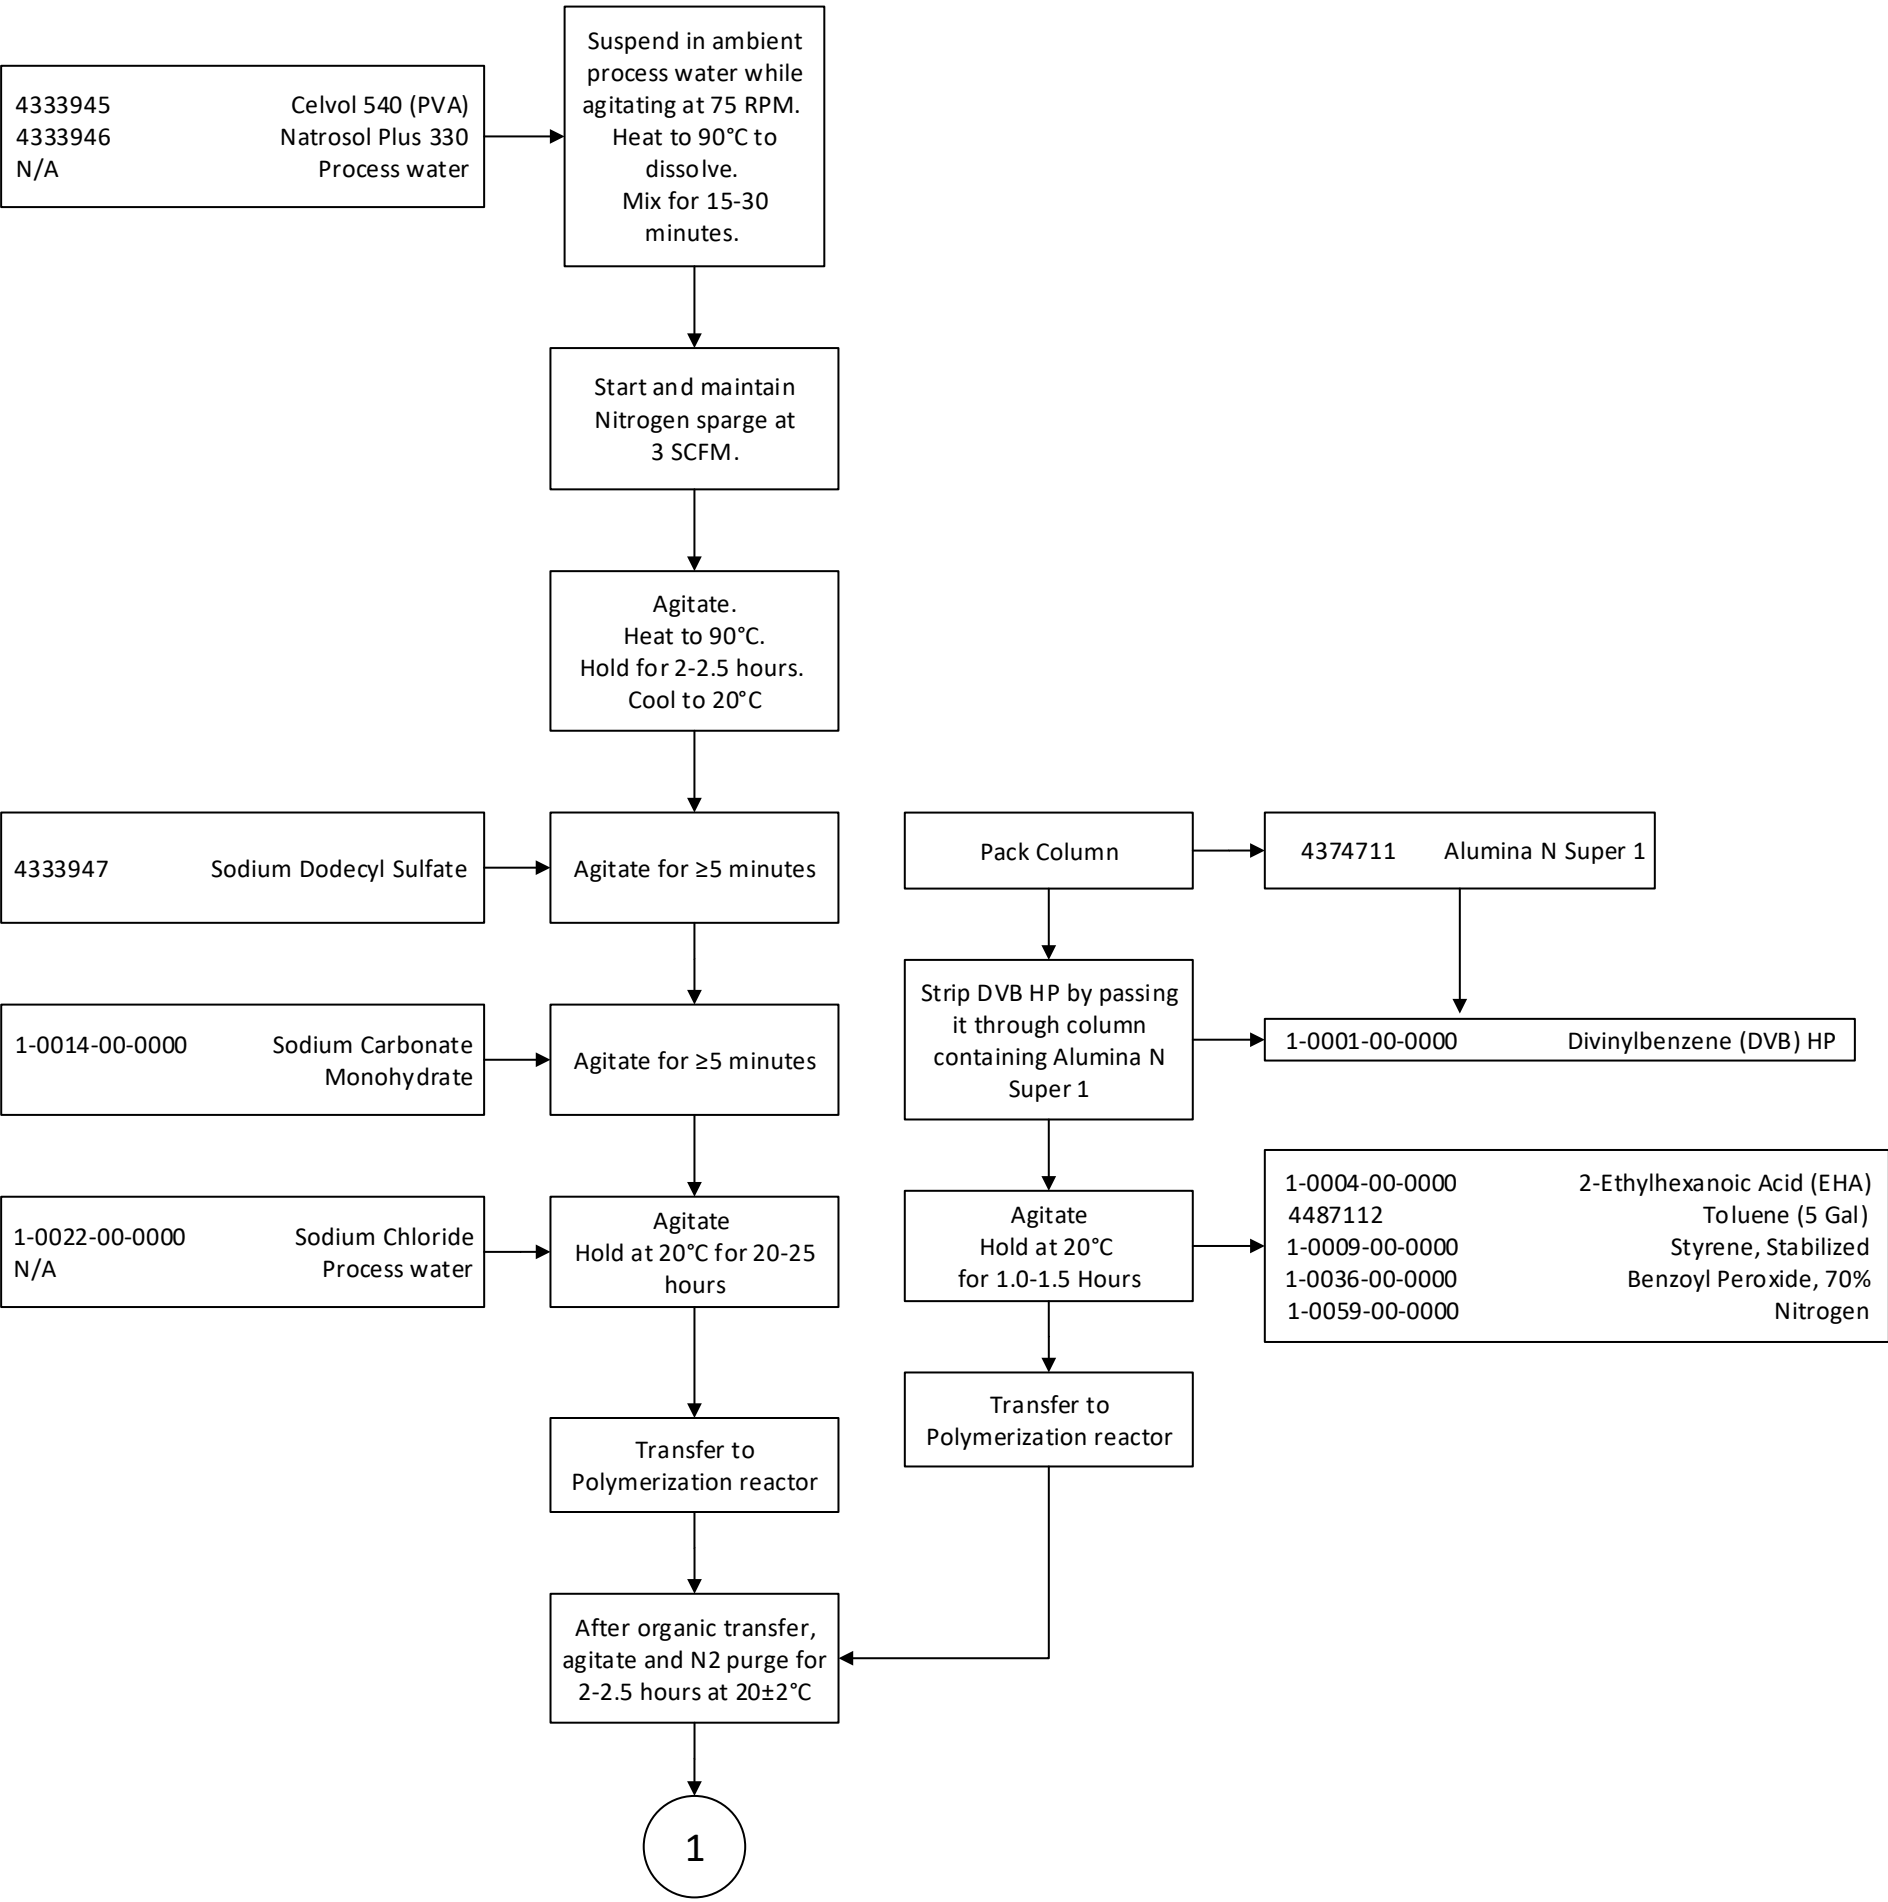 Suspend in ambient
process water while
agitating at 75 RPM.
Heat to 90°C to
dissolve.
Mix for 15-30
minutes.
4333945 Celvol 540 (PVA)
4333946 Natrosol Plus 330
N/A Process water
Start and maintain
Nitrogen sparge at
3 SCFM.
Agitate.
Heat to 90°C.
Hold for 2-2.5 hours.
Cool to 20°C
4333947 Sodium Dodecyl Sulfate
Agitate for ≥5 minutes
1-0014-00-0000 Sodium Carbonate
Monohydrate
Agitate for ≥5 minutes
1-0022-00-0000 Sodium Chloride
N/A Process water
Agitate
Hold at 20°C for 20-25
hours
Transfer to
Polymerization reactor
Pack Column
4374711 Alumina N Super 1
Strip DVB HP by passing
it through column
containing Alumina N
Super 1
1-0001-00-0000 Divinylbenzene (DVB) HP
Agitate
Hold at 20°C
for 1.0-1.5 Hours
1-0004-00-0000 2-Ethylhexanoic Acid (EHA)
4487112 Toluene (5 Gal)
1-0009-00-0000 Styrene, Stabilized
1-0036-00-0000 Benzoyl Peroxide, 70%
1-0059-00-0000 Nitrogen
Transfer to
Polymerization reactor
After organic transfer,
agitate and N2 purge for
2-2.5 hours at 20±2°C
1